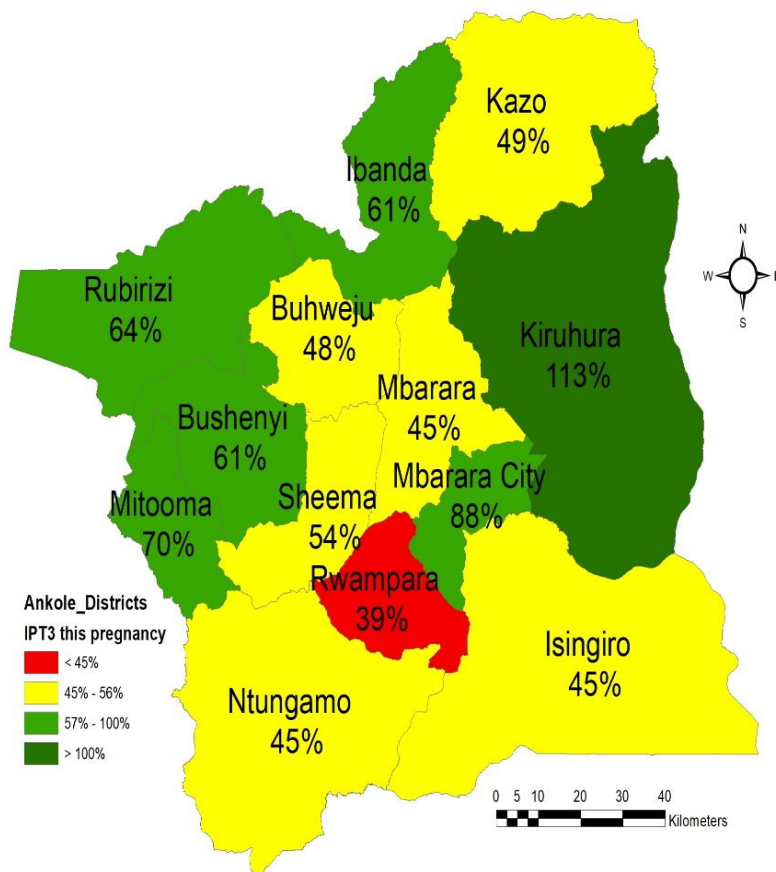 Kazo
49%
Ibanda
61%
N
W
E
S
Rubirizi
64%
Buhweju
48%
Kiruhura
113%
Mbarara
45%
Bushenyi
61%
Mbarara City
88%
Mitooma
70%
Sheema
54%
Rwampara
39%
Isingiro
45%
Ntungamo
45%
Ankole_Districts
IPT3 this pregnancy
< 45%
45% - 56%
57% - 100%
> 100%
0 5 10 20 30 40
Kilometers